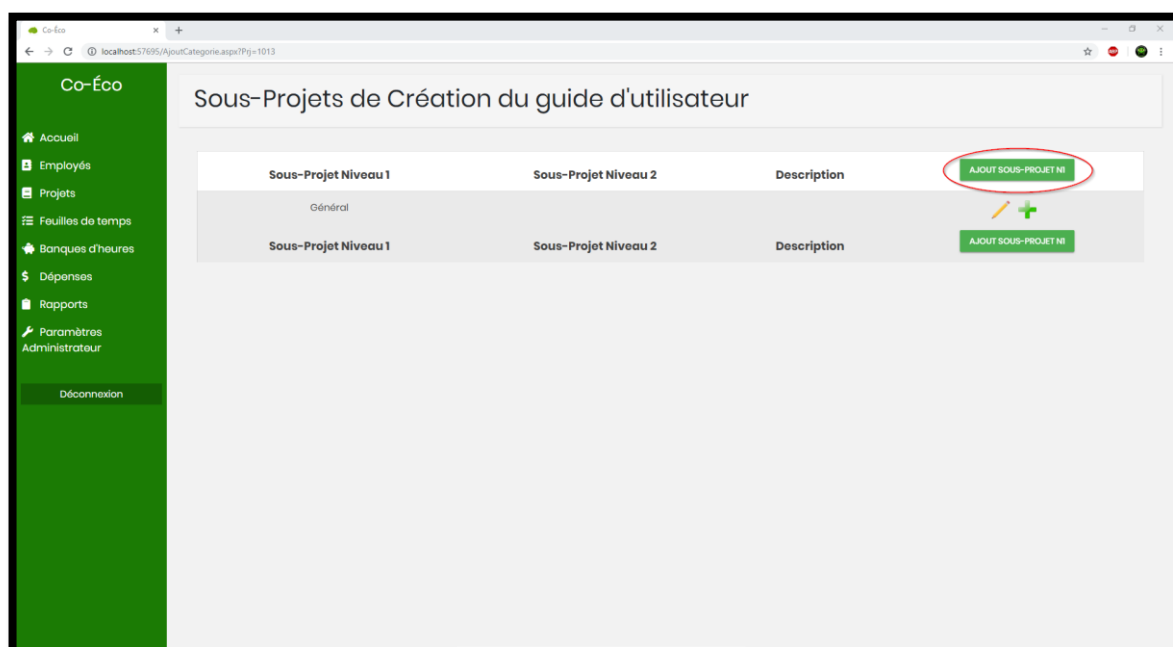 Co-Éco
localhost:57695/AjoutCategorie.aspx?Prj=1013
Co-Éco
Sous-Projets de Création du guide d'utilisateur
Accueil
Employés
Projets
Feuilles de temps
Banques d'heures
$ Dépenses
Rapports
Paramètres
Administrateur
Déconnexion
Sous-Projet Niveau 1 Sous-Projet Niveau 2 Description AJOUT SOUS-PROJET N1
Général
Sous-Projet Niveau 1 Sous-Projet Niveau 2 Description AJOUT SOUS-PROJET N1